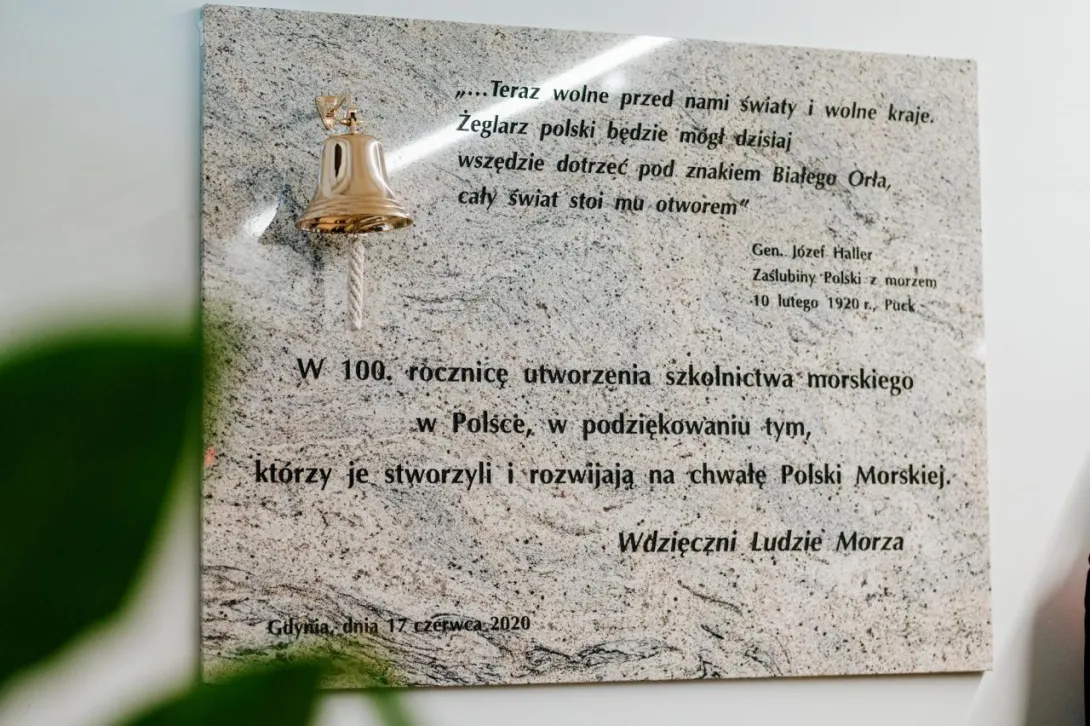 „...Teraz wolne przed nami światy i wolne kraje.
Żeglarz polski będzie mógł dzisiaj
wszędzie dotrzeć pod znakiem Białego Orła,
cały świat stoi mu otworem“
Gen. Józef Haller
Zaślubiny Polski z morzem
10 lutego 1920 r., Puck
W 100. rocznicę utworzenia szkolnictwa morskiego
w Polsce, w podziękowaniu tym,
którzy je stworzyli i rozwijają na chwałę Polski Morskiej.
Wdzięczni Ludzie Morza
Gdynia, dnia 17 czerwca 2020